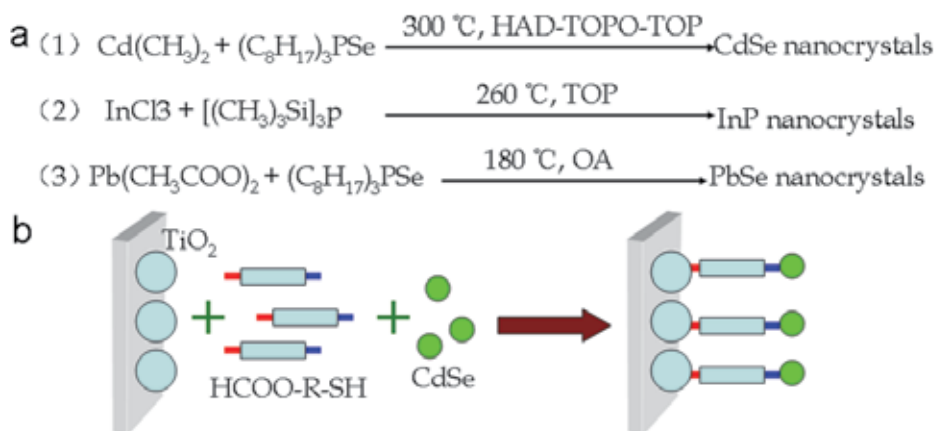 a
300 ℃, HAD-TOPO-TOP
(1) Cd(CH₃)₂ + (C₈H₁₇)₃PSe CdSe nanocrystals
260 ℃, TOP
(2) InCl3 + [(CH₃)₃Si]₃p InP nanocrystals
180 ℃, OA
(3) Pb(CH₃COO)₂ + (C₈H₁₇)₃PSe PbSe nanocrystals
b
TiO₂
+ +
HCOO-R-SH
CdSe